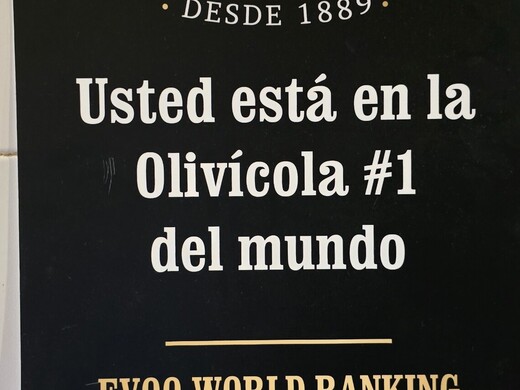 · DESDE 1889 ·
Usted está en la
Olivícola #1
del mundo
EVOO WORLD RANKING